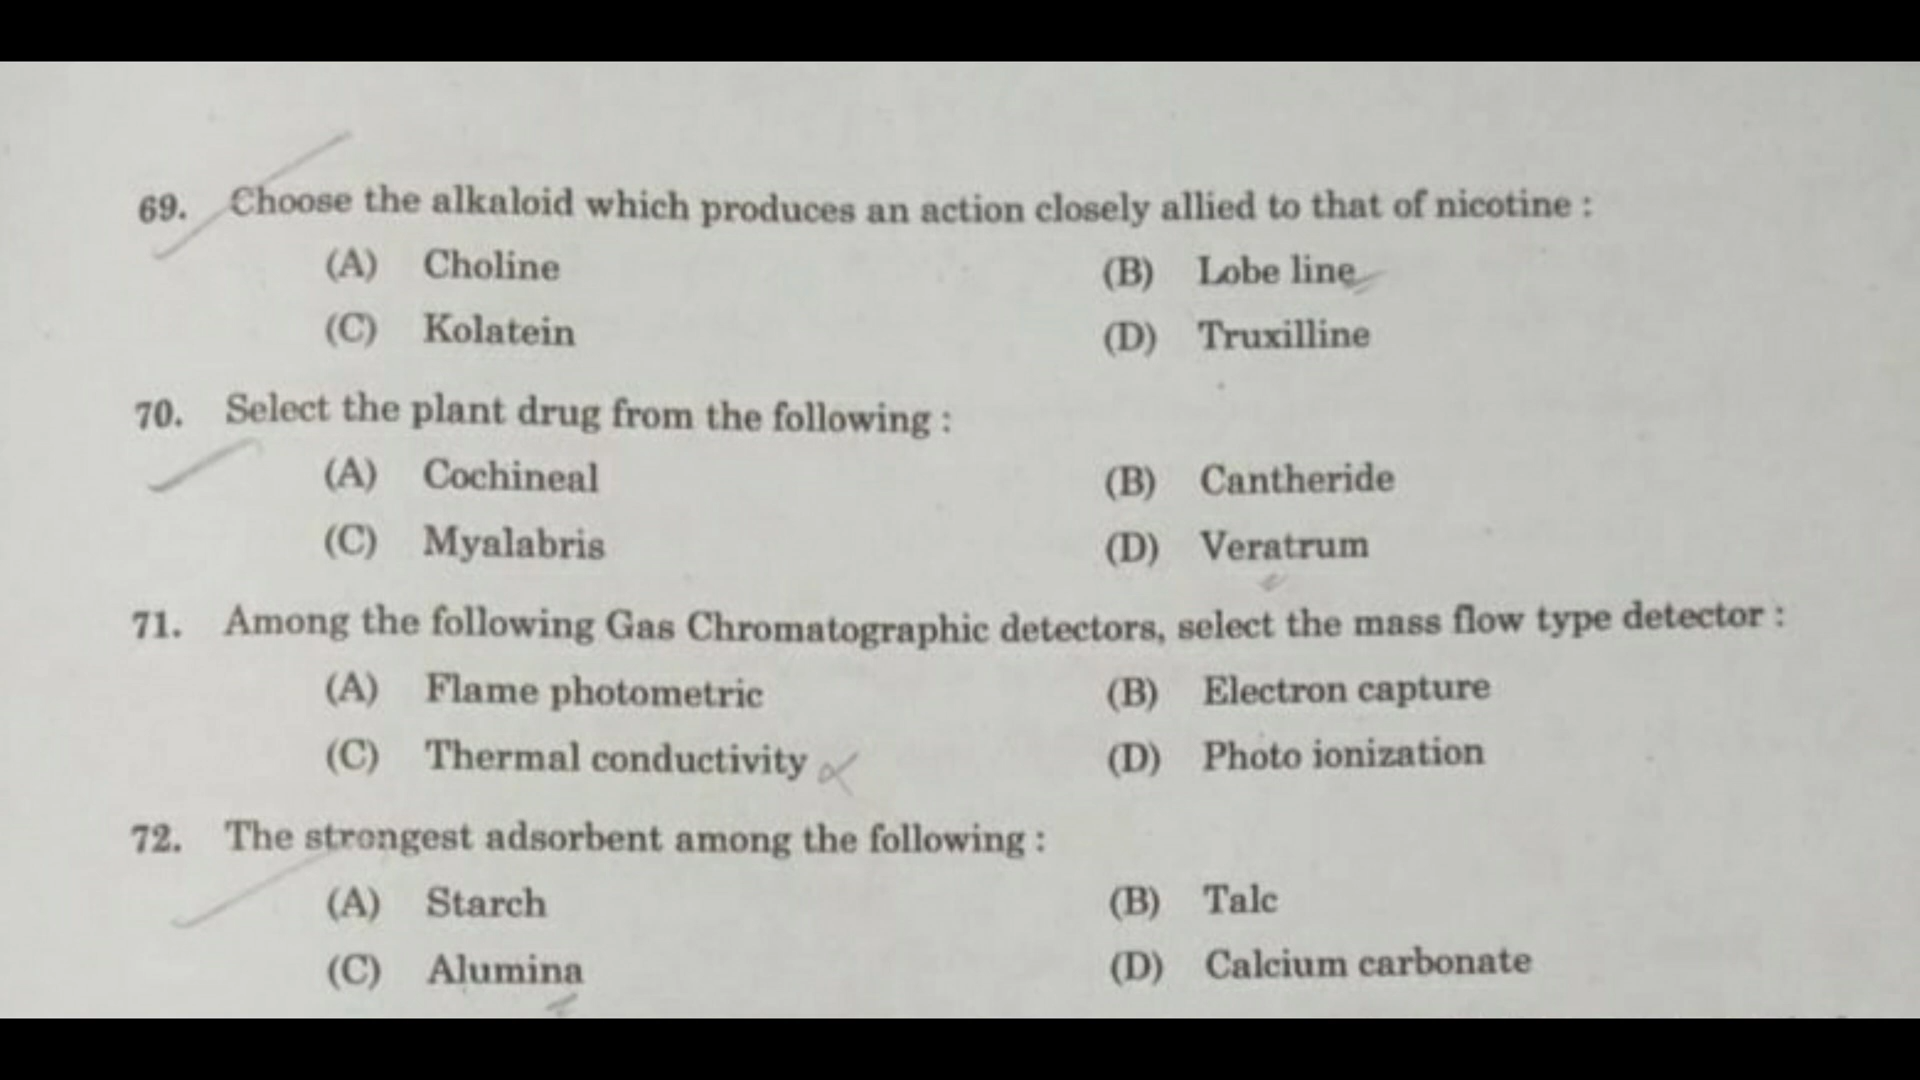 69. Choose the alkaloid which produces an action closely allied to that of nicotine :
(A) Choline (B) Lobe line
(C) Kolatein (D) Truxilline
70. Select the plant drug from the following :
(A) Cochineal (B) Cantheride
(C) Myalabris (D) Veratrum
71. Among the following Gas Chromatographic detectors, select the mass flow type detector :
(A) Flame photometric (B) Electron capture
(C) Thermal conductivity (D) Photo ionization
72. The strongest adsorbent among the following :
(A) Starch (B) Talc
(C) Alumina (D) Calcium carbonate